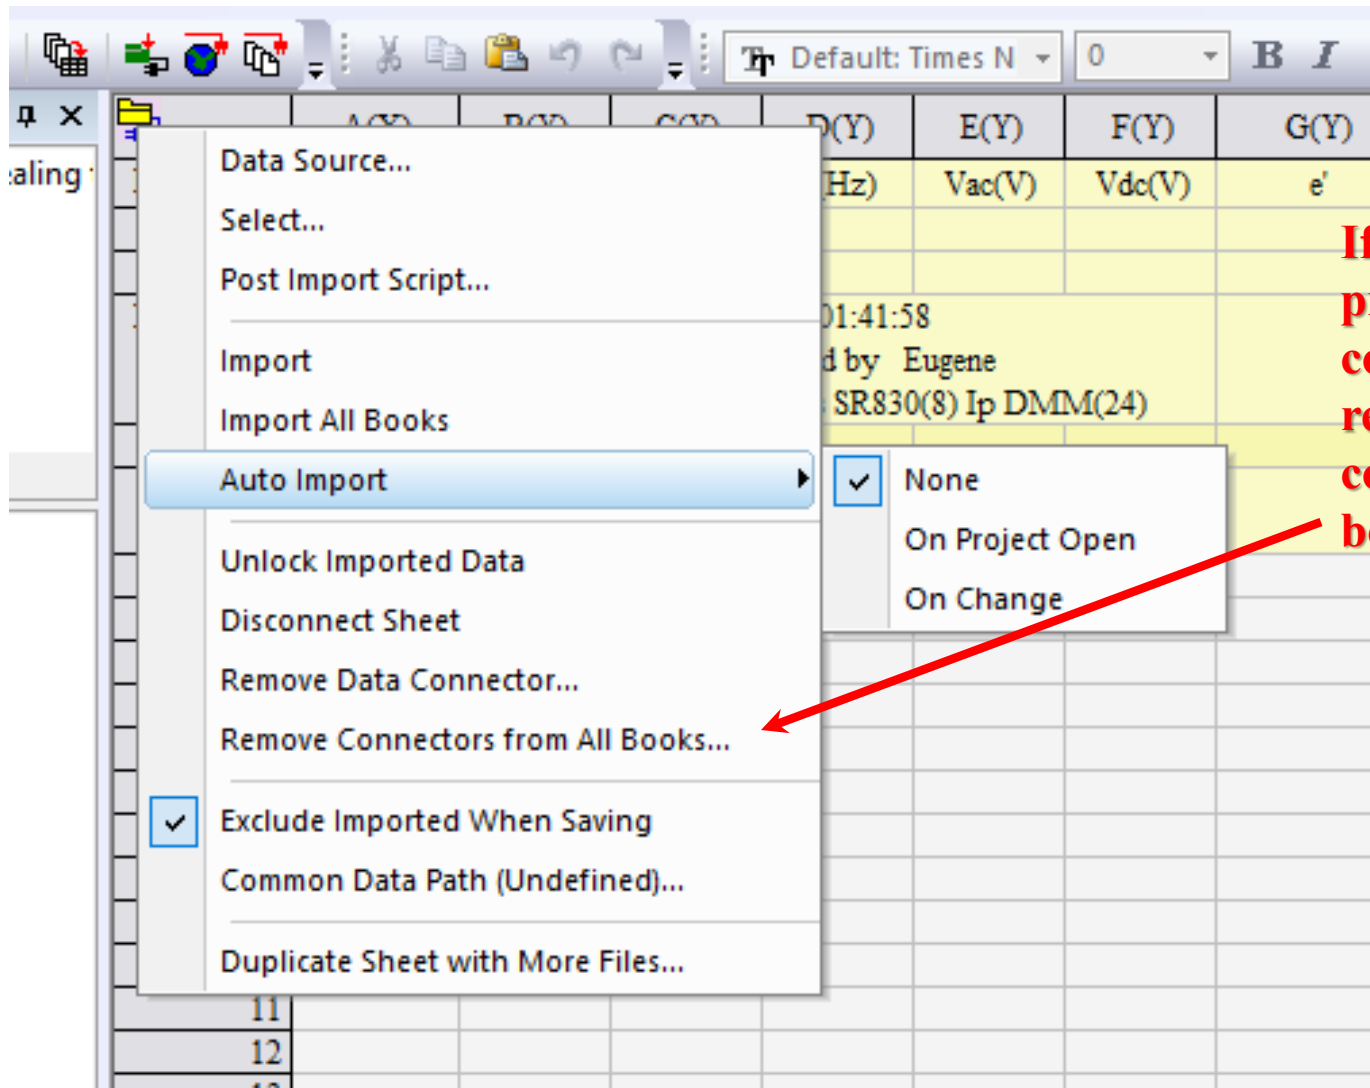 Default: Times N 0 B I
A(X) B(Y) C(Y) D(Y) E(Y) F(Y) G(Y)
Hz) Vac(V) Vdc(V) e'
Data Source...
Select...
Post Import Script...
Import
Import All Books
Auto Import
Unlock Imported Data
Disconnect Sheet
Remove Data Connector...
Remove Connectors from All Books...
Exclude Imported When Saving
Common Data Path (Undefined)...
Duplicate Sheet with More Files...
None
On Project Open
On Change
01:41:58
d by Eugene
SR830(8) Ip DMM(24)
If
11
12